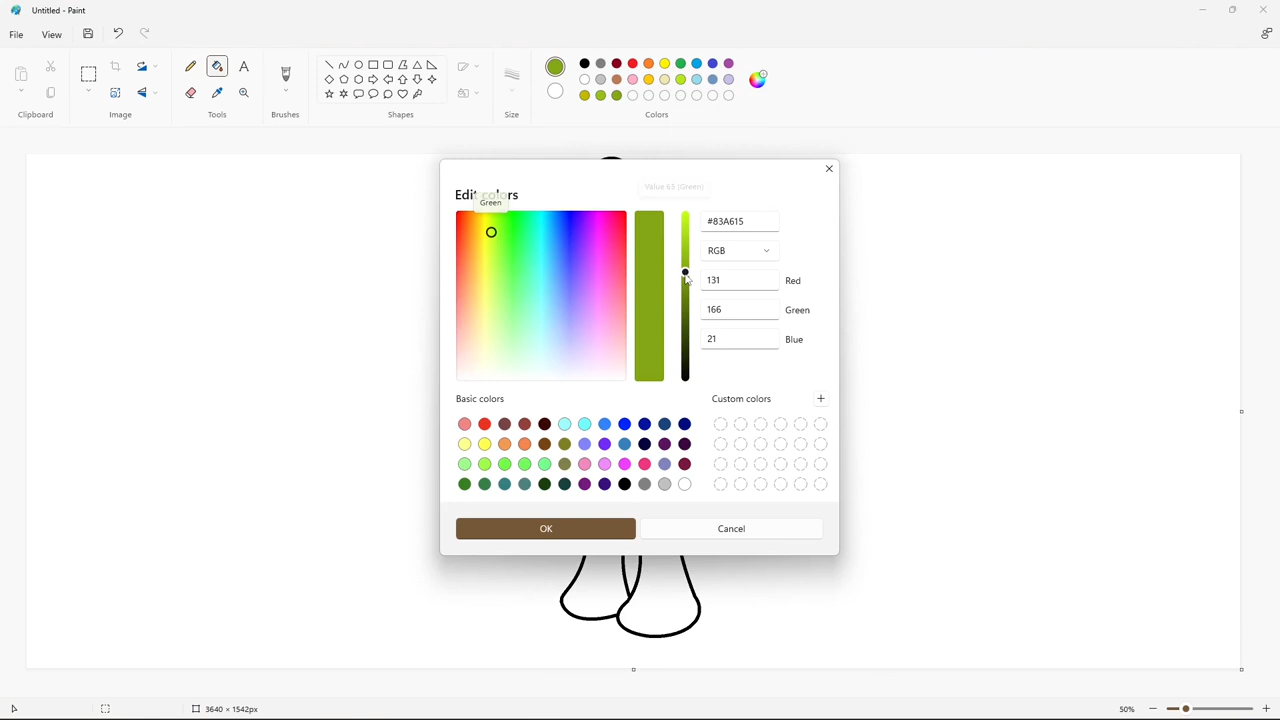 Untitled - Paint
File View
Clipboard Image Tools Brushes Shapes Size Colors
Value 65 (Green)
Edit colors
Green
#83A615
RGB
131 Red
166 Green
21 Blue
Basic colors Custom colors
OK Cancel
3640 × 1542px 50%